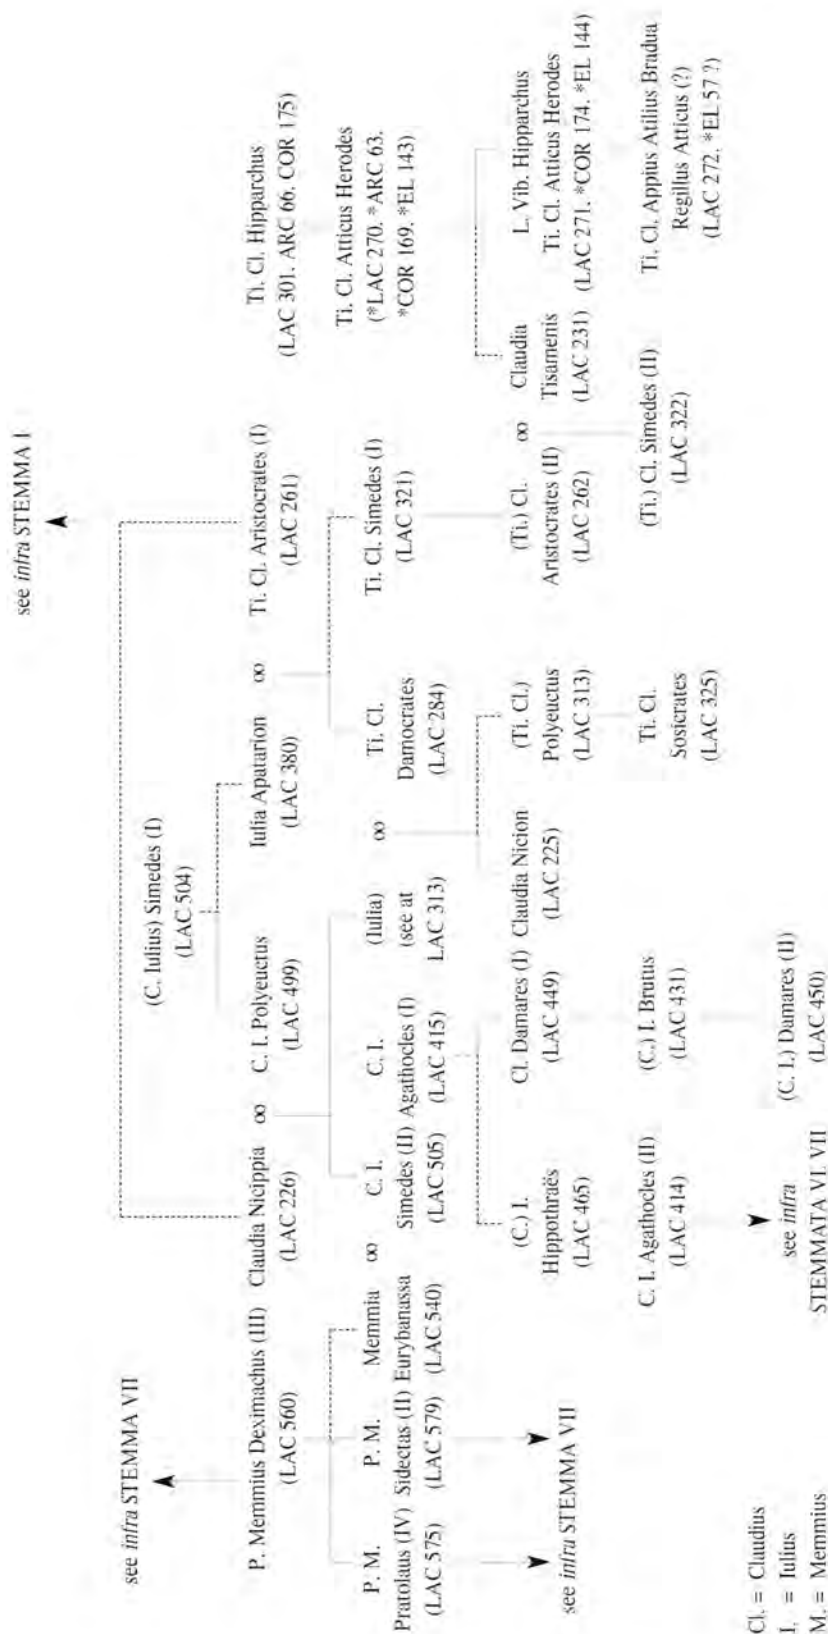 see infra STEMMA I
see infra STEMMA VII
(C. Iulius) Simedes (I)
(LAC 504)
P. Memmius Deximachus (III)
(LAC 560)
Claudia Nicippia
(LAC 226)
∞
C. I. Polyeuctus
(LAC 499)
Iulia Apatarion
(LAC 380)
∞
Ti. Cl. Aristocrates (I)
(LAC 261)
Ti. Cl. Hipparchus
(LAC 301. ARC 66. COR 175)
P. M.
Pratolaus (IV)
(LAC 575)
P. M.
Sidectas (II)
(LAC 579)
Memmia
Eurybanassa
(LAC 540)
∞
C. I.
Simedes (II)
(LAC 505)
C. I.
Agathocles (I)
(LAC 415)
(Iulia)
(see at
LAC 313)
∞
Ti. Cl.
Damocrates
(LAC 284)
Ti. Cl. Simedes (I)
(LAC 321)
Ti. Cl. Atticus Herodes
(*LAC 270. *ARC 63.
*COR 169. *EL 143)
see infra STEMMA VII
(C.) I.
Hippothraës
(LAC 465)
Cl. Damares (I)
(LAC 449)
Claudia Nicion
(LAC 225)
(Ti. Cl.)
Polyeuctus
(LAC 313)
(Ti.) Cl.
Aristocrates (II)
(LAC 262)
∞
Claudia
Tisamenis
(LAC 231)
L. Vib. Hipparchus
Ti. Cl. Atticus Herodes
(LAC 271. *COR 174. *EL 144)
C. I. Agathocles (II)
(LAC 414)
(C.) I. Brutus
(LAC 431)
Ti. Cl.
Sosicrates
(LAC 325)
(Ti.) Cl. Simedes (II)
(LAC 322)
Ti. Cl. Appius Atilius Bradua
Regillus Atticus (?)
(LAC 272. *EL 57 ?)
see infra
STEMMATA VI. VII
(C. I.) Damares (II)
(LAC 450)
Cl. = Claudius
I. = Iulius
M. = Memmius